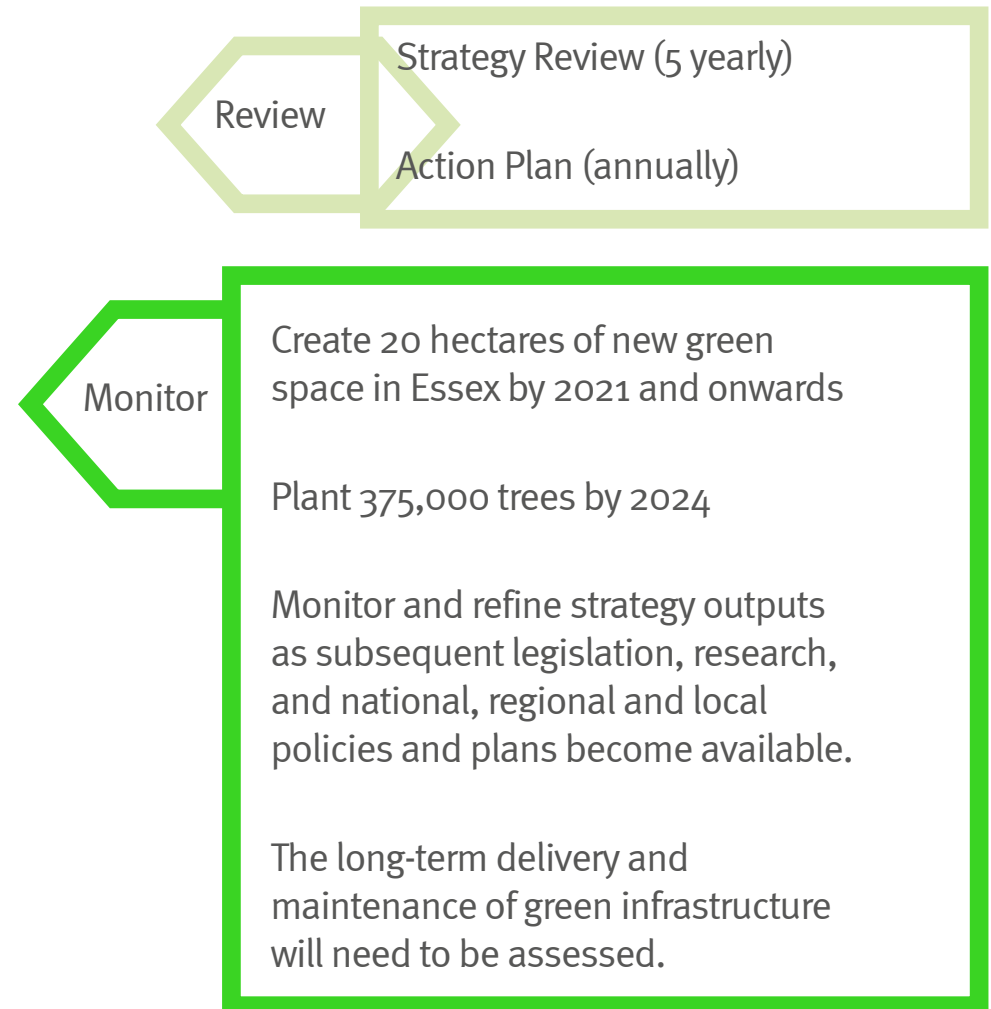 Review
Strategy Review (5 yearly)
Action Plan (annually)
Monitor
Create 20 hectares of new green
space in Essex by 2021 and onwards
Plant 375,000 trees by 2024
Monitor and refine strategy outputs
as subsequent legislation, research,
and national, regional and local
policies and plans become available.
The long-term delivery and
maintenance of green infrastructure
will need to be assessed.